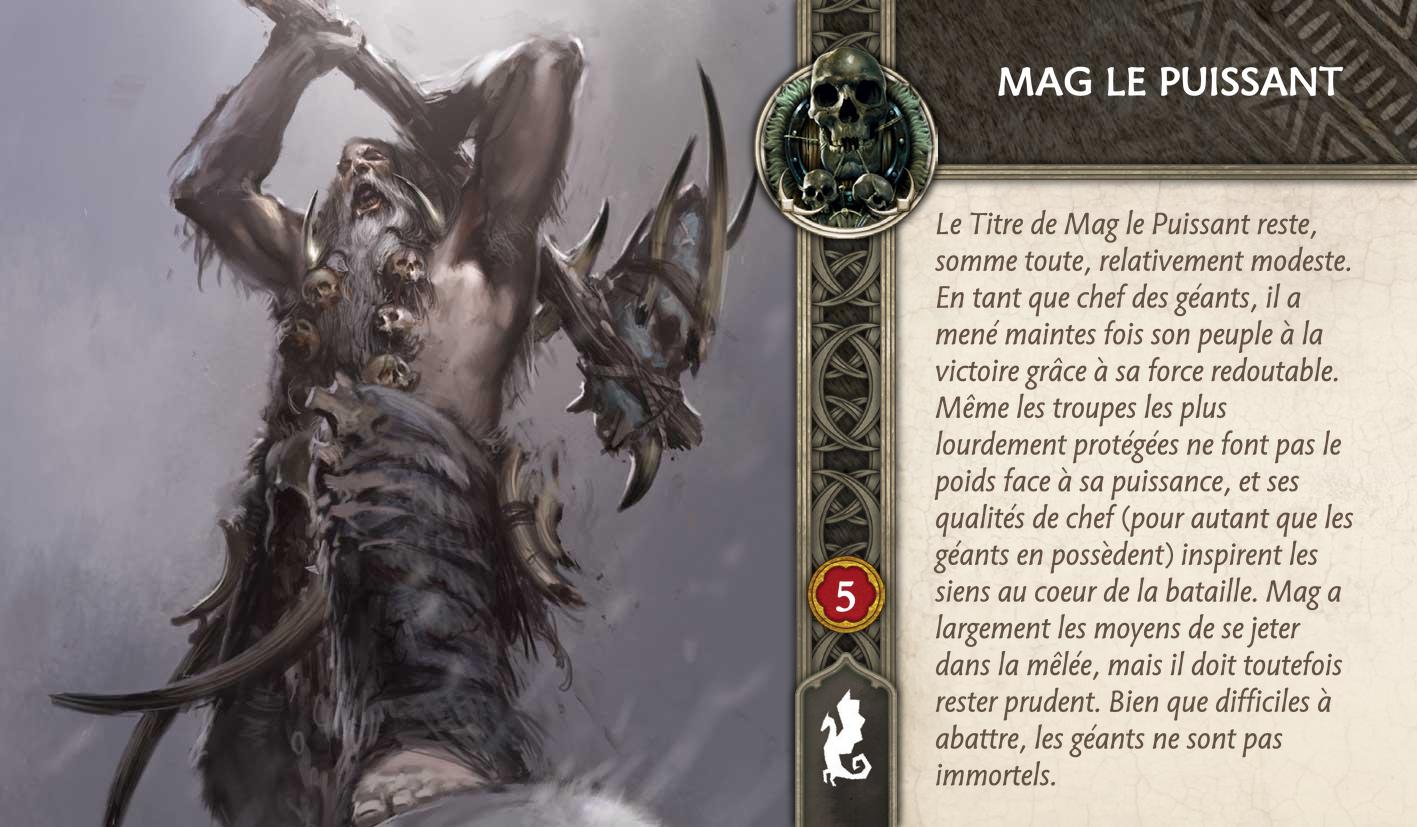 MAG LE PUISSANT
Le Titre de Mag le Puissant reste,
somme toute, relativement modeste.
En tant que chef des géants, il a
mené maintes fois son peuple à la
victoire grâce à sa force redoutable.
Même les troupes les plus
lourdement protégées ne font pas le
poids face à sa puissance, et ses
qualités de chef (pour autant que les
géants en possèdent) inspirent les
siens au coeur de la bataille. Mag a
largement les moyens de se jeter
dans la mêlée, mais il doit toutefois
rester prudent. Bien que difficiles à
abattre, les géants ne sont pas
immortels.
5